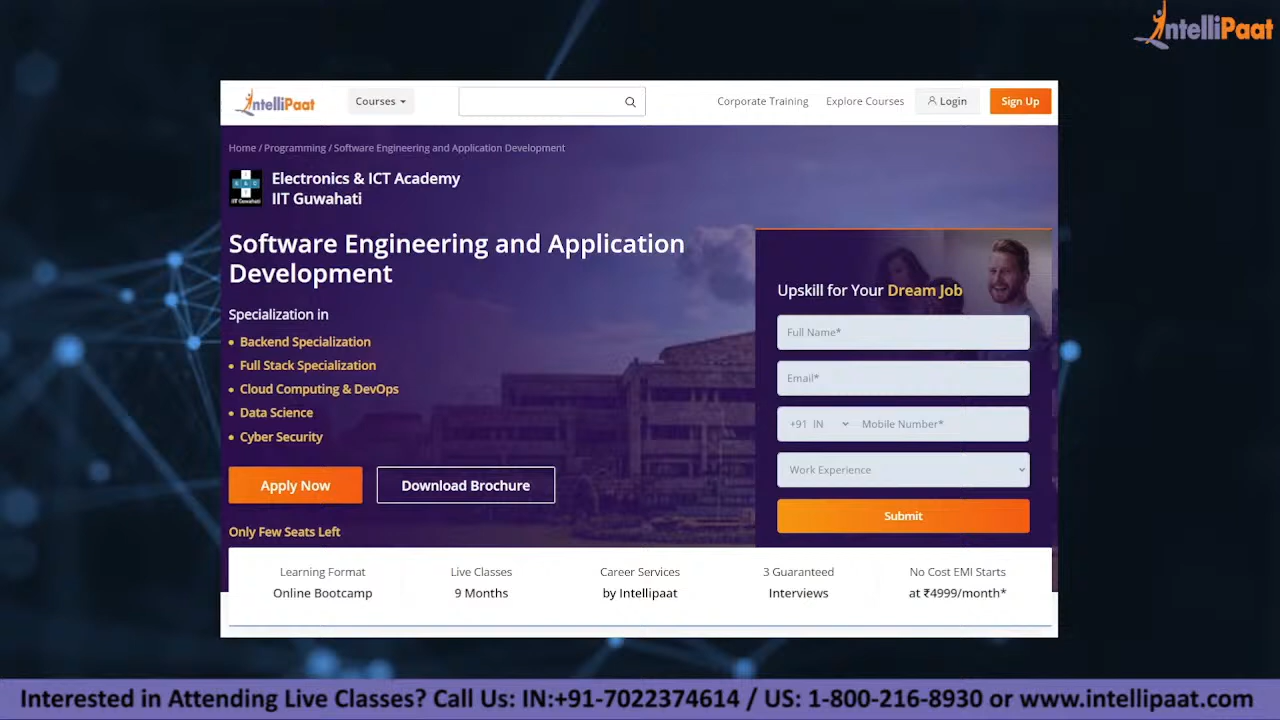 IntelliPaat
IntelliPaat
Courses
Corporate Training
Explore Courses
Login
Sign Up
Home / Programming / Software Engineering and Application Development
Electronics & ICT Academy
IIT Guwahati
Software Engineering and Application
Development
Specialization in
Backend Specialization
Full Stack Specialization
Cloud Computing & DevOps
Data Science
Cyber Security
Apply Now
Download Brochure
Only Few Seats Left
Upskill for Your Dream Job
Full Name*
Email*
+91 IN
Mobile Number*
Work Experience
Submit
Learning Format
Online Bootcamp
Live Classes
9 Months
Career Services
by Intellipaat
3 Guaranteed
Interviews
No Cost EMI Starts
at ₹4999/month*
Interested in Attending Live Classes? Call Us: IN:+91-7022374614 / US: 1-800-216-8930 or www.intellipaat.com